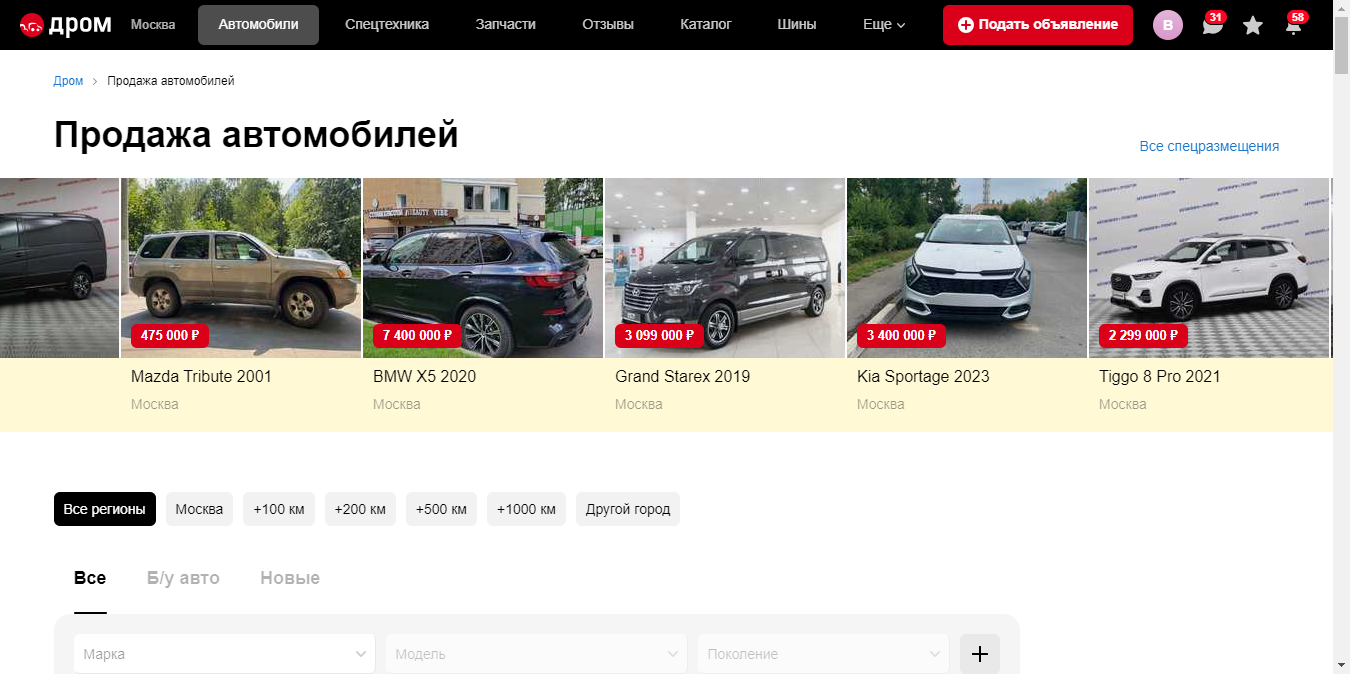 дром Москва Автомобили Спецтехника Запчасти Отзывы Каталог Шины Еще Подать объявление В 31 58
Дром > Продажа автомобилей
Продажа автомобилей
Все спецразмещения
475 000 ₽ 7 400 000 ₽ 3 099 000 ₽ 3 400 000 ₽ 2 299 000 ₽
Mazda Tribute 2001 BMW X5 2020 Grand Starex 2019 Kia Sportage 2023 Tiggo 8 Pro 2021
Москва Москва Москва Москва Москва
Все регионы Москва +100 км +200 км +500 км +1000 км Другой город
Все Б/у авто Новые
Марка Модель Поколение